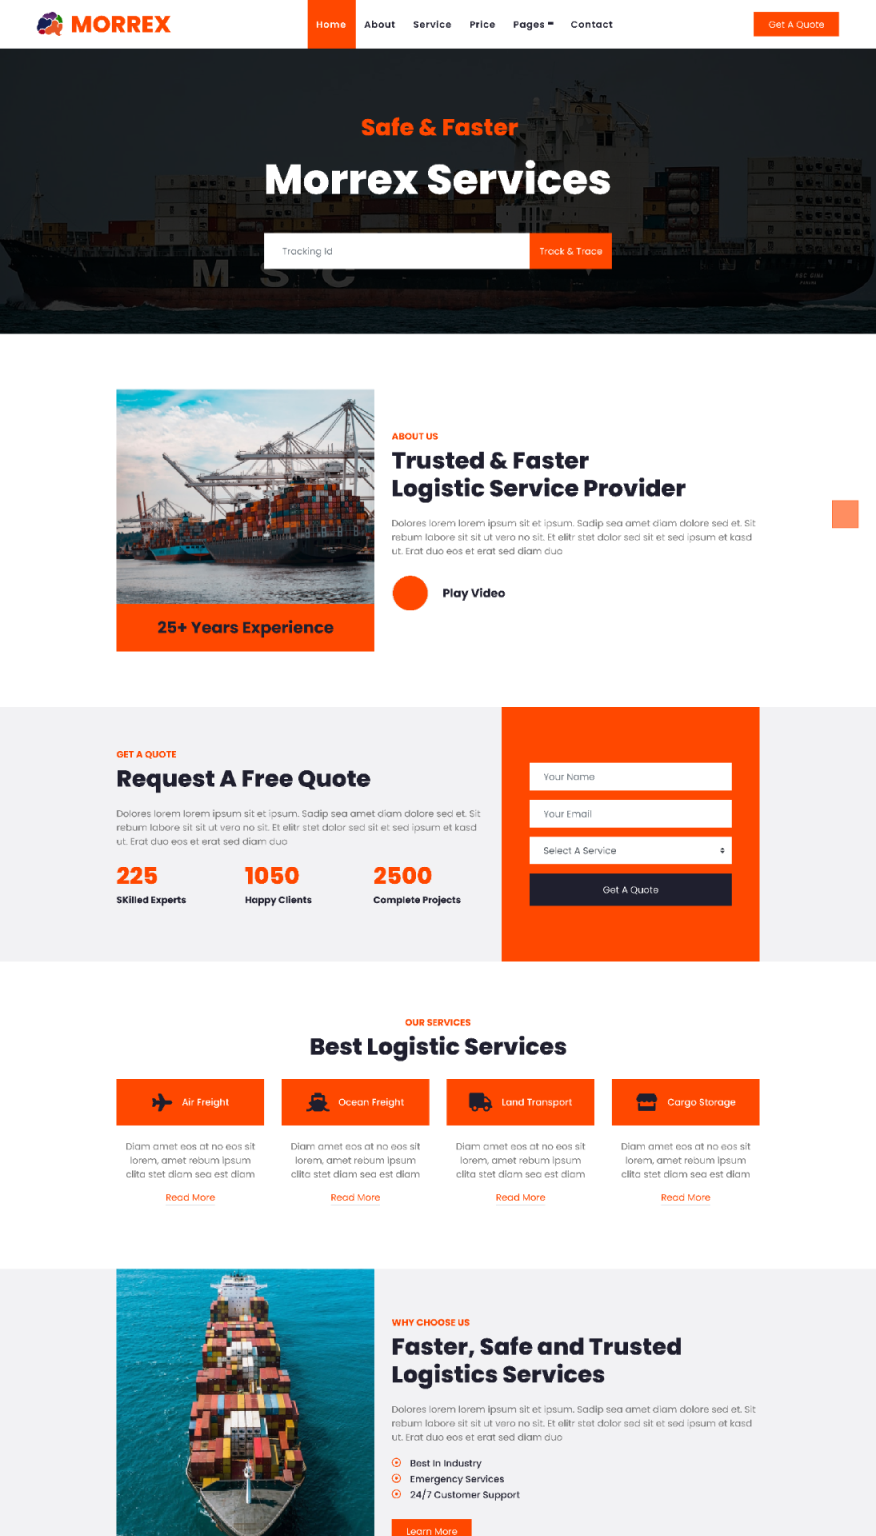 MORREX
Home About Service Price Pages Contact
Get A Quote
Safe & Faster
Morrex Services
Tracking Id
Track & Trace
M S C
ABOUT US
Trusted & Faster
Logistic Service Provider
Dolores lorem lorem ipsum sit et ipsum. Sadip sea amet diam dolore sed et. Sit
rebum labore sit sit ut vero no sit. Et elitr stet dolor sed sit et sed ipsum et kasd
ut. Erat duo eos et erat sed diam duo
Play Video
25+ Years Experience
GET A QUOTE
Request A Free Quote
Dolores lorem lorem ipsum sit et ipsum. Sadip sea amet diam dolore sed et. Sit
rebum labore sit sit ut vero no sit. Et elitr stet dolor sed sit et sed ipsum et kasd
ut. Erat duo eos et erat sed diam duo
225 1050 2500
SKilled Experts Happy Clients Complete Projects
Your Name
Your Email
Select A Service
Get A Quote
OUR SERVICES
Best Logistic Services
Air Freight
Diam amet eos at no eos sit
lorem, amet rebum ipsum
clita stet diam sea est diam
Read More
Ocean Freight
Diam amet eos at no eos sit
lorem, amet rebum ipsum
clita stet diam sea est diam
Read More
Land Transport
Diam amet eos at no eos sit
lorem, amet rebum ipsum
clita stet diam sea est diam
Read More
Cargo Storage
Diam amet eos at no eos sit
lorem, amet rebum ipsum
clita stet diam sea est diam
Read More
WHY CHOOSE US
Faster, Safe and Trusted
Logistics Services
Dolores lorem lorem ipsum sit et ipsum. Sadip sea amet diam dolore sed et. Sit
rebum labore sit sit ut vero no sit. Et elitr stet dolor sed sit et sed ipsum et kasd
ut. Erat duo eos et erat sed diam duo
Best In Industry
Emergency Services
24/7 Customer Support
Learn More